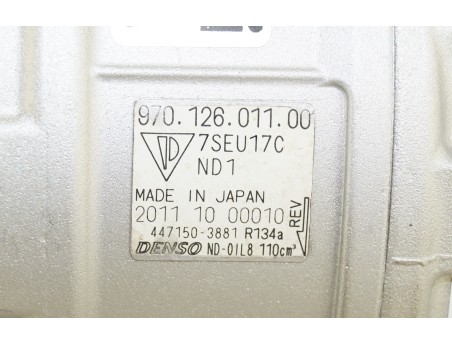 970.126.011.00
7SEU17C
ND1
MADE IN JAPAN
2011 10 00010
REV
447150-3881 R134a
DENSO ND-OIL8 110cm³